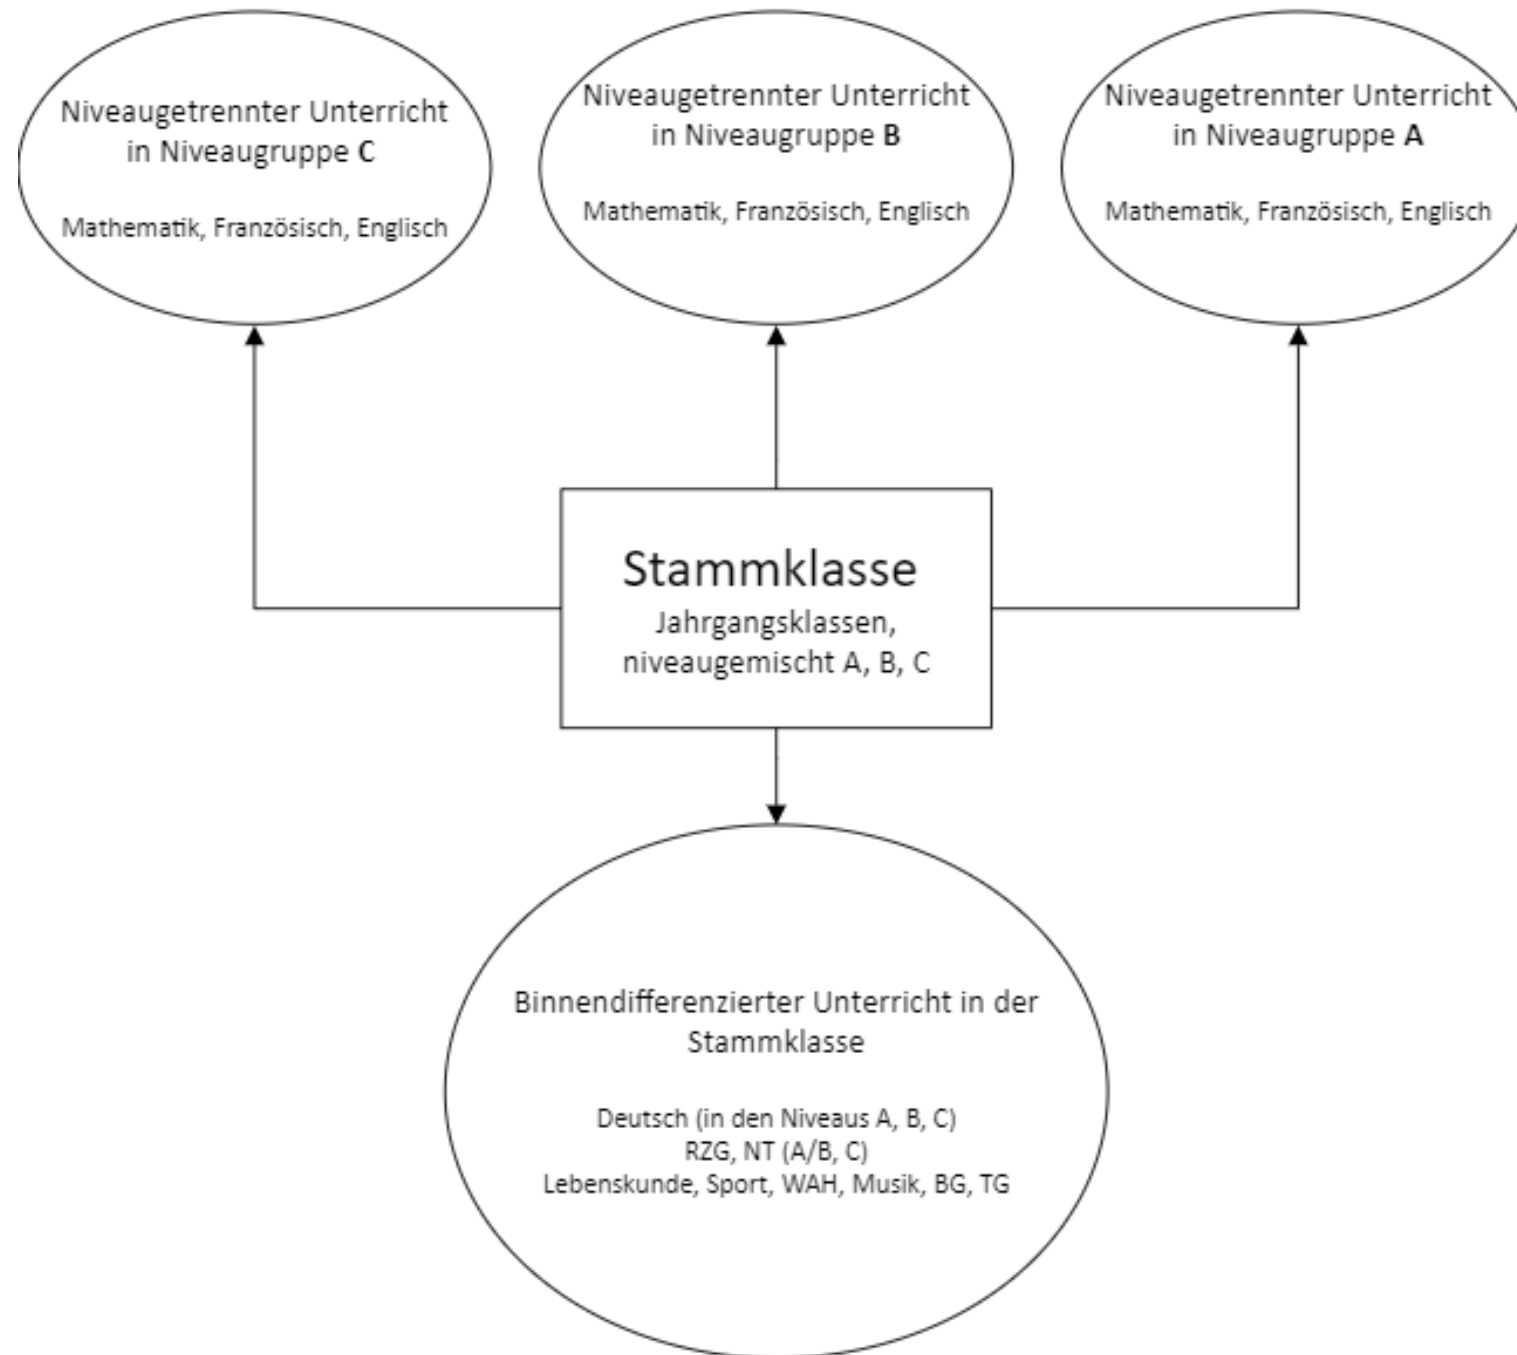 Niveaugetrennter Unterricht
in Niveaugruppe C
Mathematik, Französisch, Englisch
Niveaugetrennter Unterricht
in Niveaugruppe B
Mathematik, Französisch, Englisch
Niveaugetrennter Unterricht
in Niveaugruppe A
Mathematik, Französisch, Englisch
Stammklasse
Jahrgangsklassen,
niveaugemischt A, B, C
Binnendifferenzierter Unterricht in der
Stammklasse
Deutsch (in den Niveaus A, B, C)
RZG, NT (A/B, C)
Lebenskunde, Sport, WAH, Musik, BG, TG